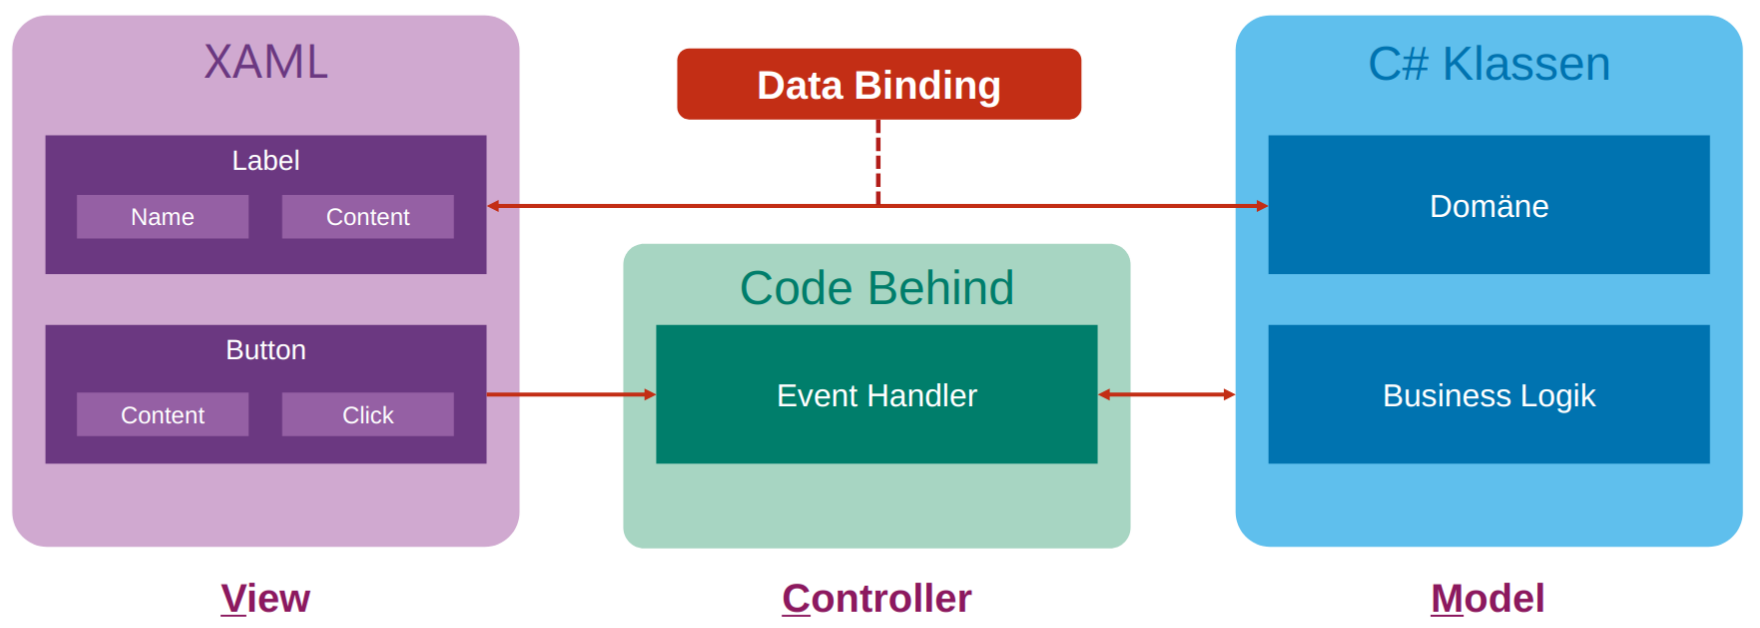 XAML
Label
Name
Content
Button
Content
Click
View
Data Binding
Code Behind
Event Handler
Controller
C# Klassen
Domäne
Business Logik
Model